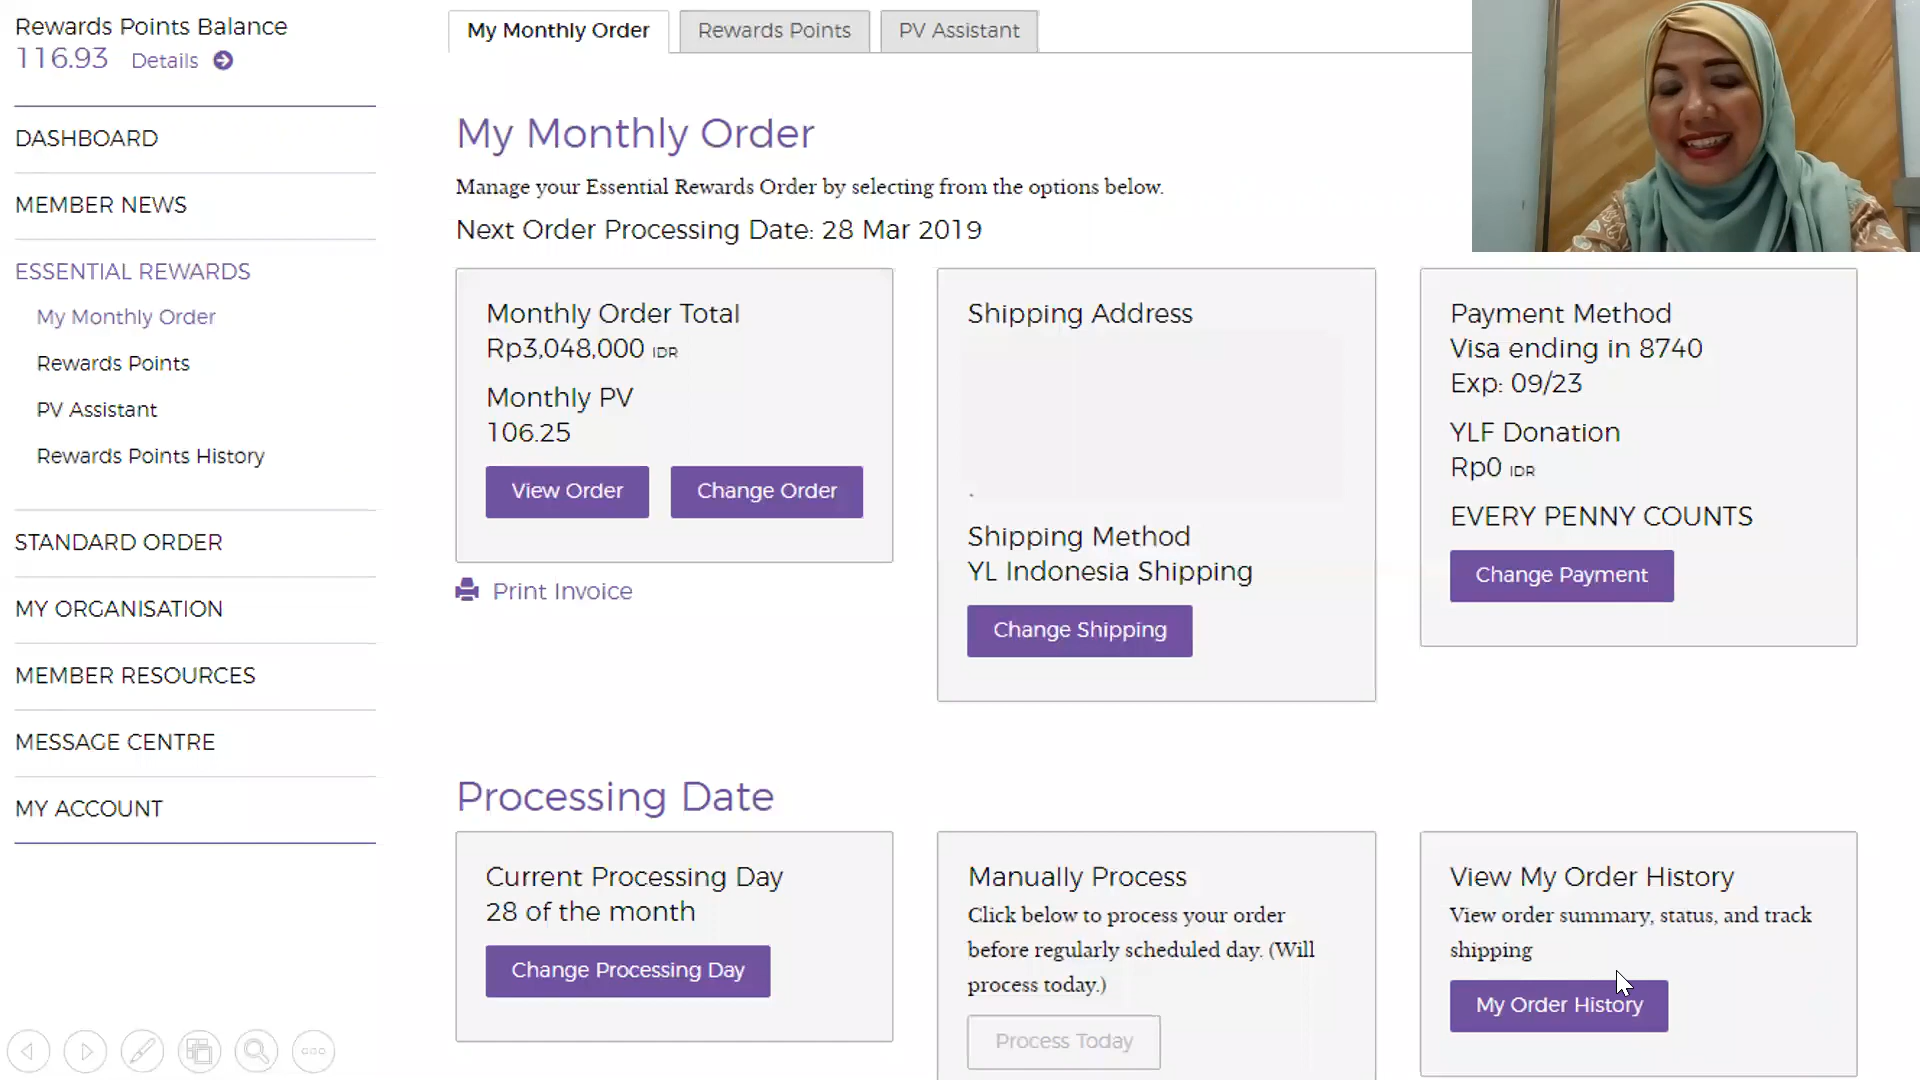 Rewards Points Balance
116.93 Details
DASHBOARD
MEMBER NEWS
ESSENTIAL REWARDS
My Monthly Order
Rewards Points
PV Assistant
Rewards Points History
STANDARD ORDER
MY ORGANISATION
MEMBER RESOURCES
MESSAGE CENTRE
MY ACCOUNT
My Monthly Order
Rewards Points
PV Assistant
My Monthly Order
Manage your Essential Rewards Order by selecting from the options below.
Next Order Processing Date: 28 Mar 2019
Monthly Order Total
Rp3,048,000 IDR
Monthly PV
106.25
View Order
Change Order
Print Invoice
Shipping Address
Shipping Method
YL Indonesia Shipping
Change Shipping
Payment Method
Visa ending in 8740
Exp: 09/23
YLF Donation
Rp0 IDR
EVERY PENNY COUNTS
Change Payment
Processing Date
Current Processing Day
28 of the month
Change Processing Day
Manually Process
Click below to process your order
before regularly scheduled day. (Will
process today.)
Process Today
View My Order History
View order summary, status, and track
shipping
My Order History